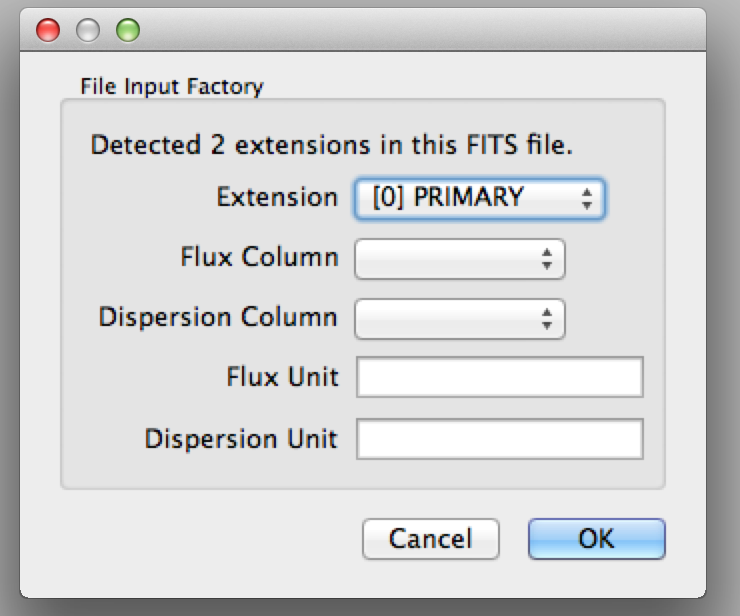 File Input Factory
Detected 2 extensions in this FITS file.
Extension [0] PRIMARY
Flux Column
Dispersion Column
Flux Unit
Dispersion Unit
Cancel OK